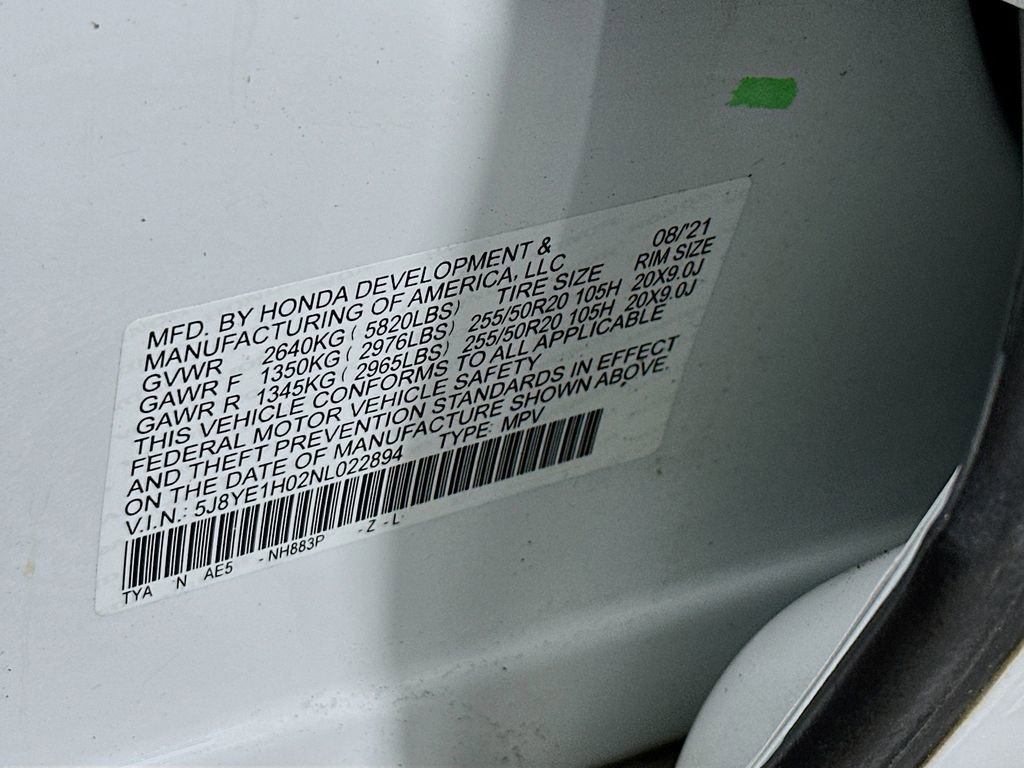 MFD. BY HONDA DEVELOPMENT & 08/'21
MANUFACTURING OF AMERICA, LLC
TIRE SIZE RIM SIZE
GVWR 2640KG ( 5820LBS)
GAWR F 1350KG ( 2976LBS) 255/50R20 105H 20X9.0J
GAWR R 1345KG ( 2965LBS) 255/50R20 105H 20X9.0J
THIS VEHICLE CONFORMS TO ALL APPLICABLE
FEDERAL MOTOR VEHICLE SAFETY
AND THEFT PREVENTION STANDARDS IN EFFECT
ON THE DATE OF MANUFACTURE SHOWN ABOVE.
V.I.N.: 5J8YE1H02NL022894 TYPE: MPV
TYA N AE5 -NH883P -Z -L